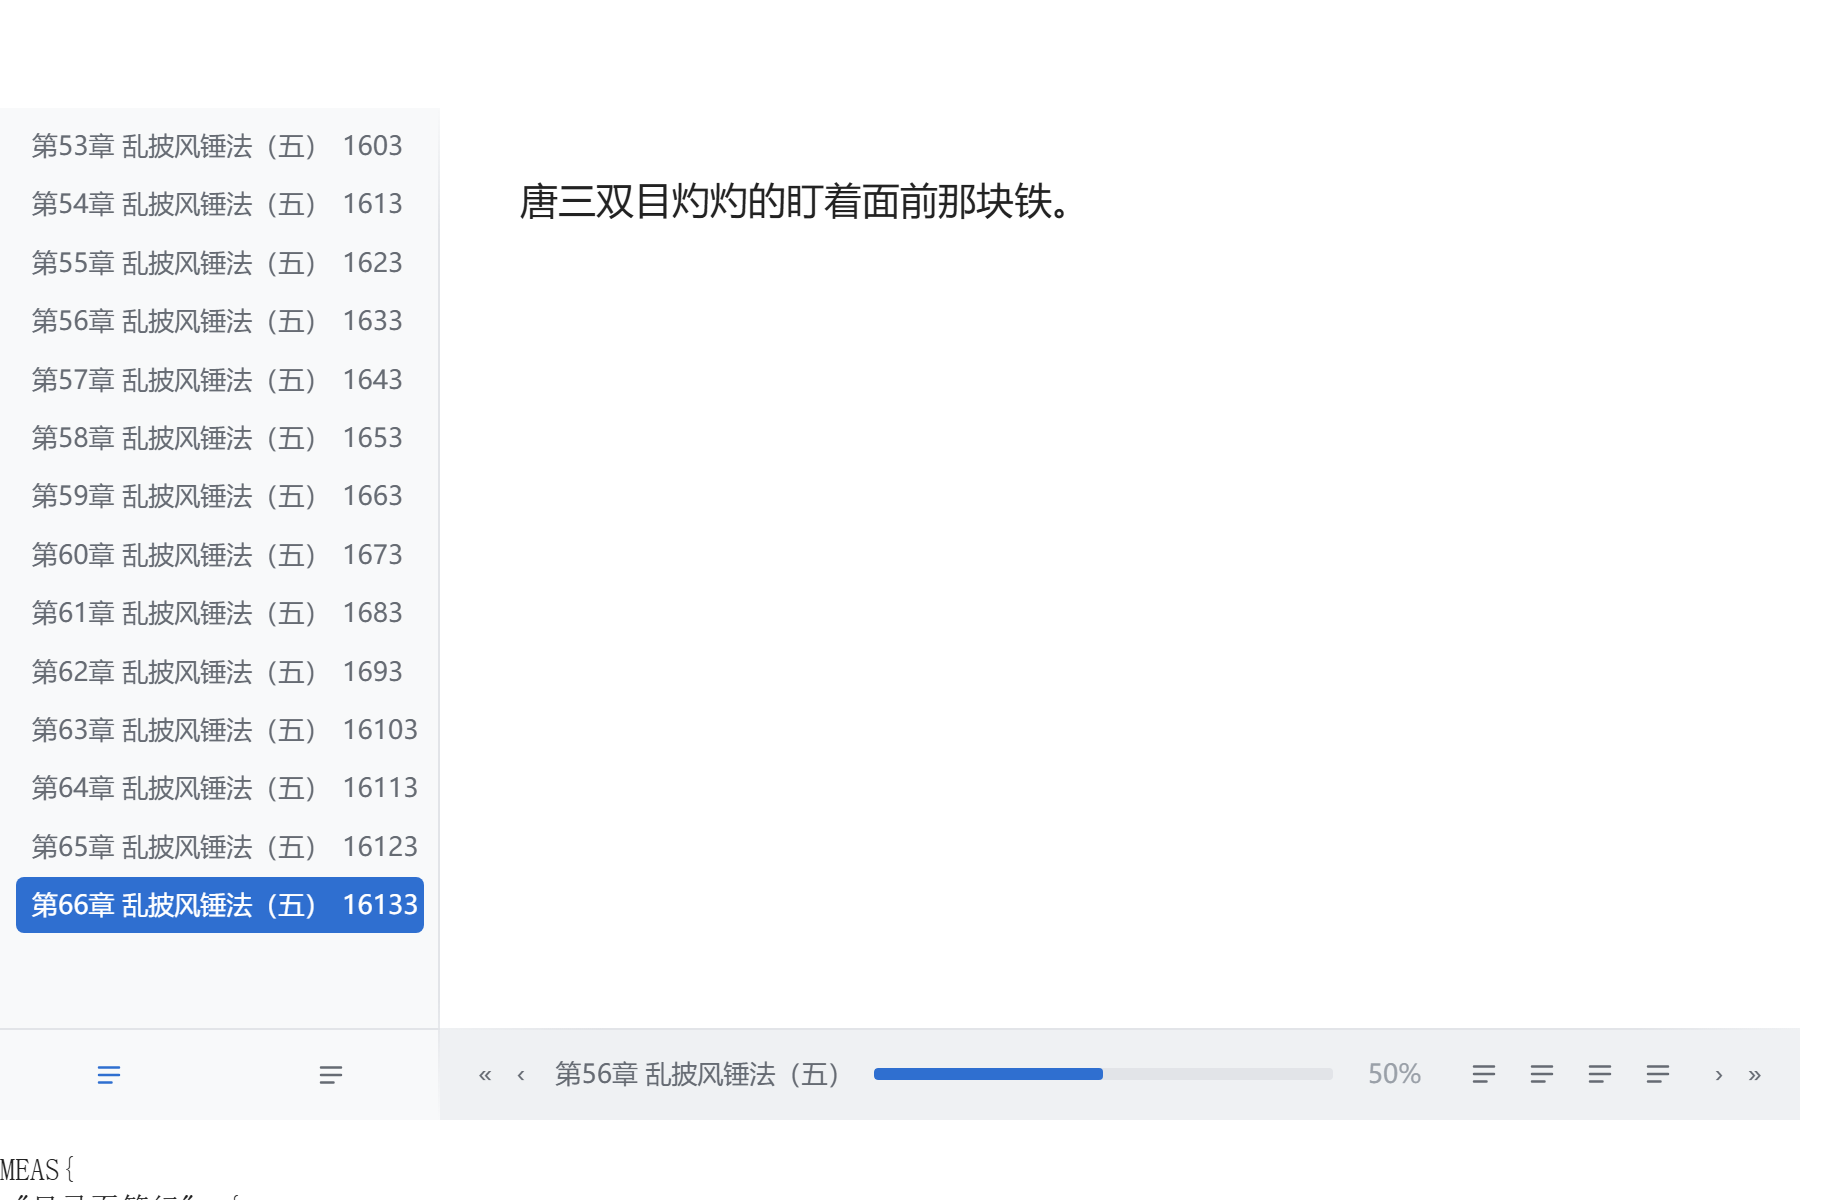 第53章 乱披风锤法（五） 1603
第54章 乱披风锤法（五） 1613
第55章 乱披风锤法（五） 1623
第56章 乱披风锤法（五） 1633
第57章 乱披风锤法（五） 1643
第58章 乱披风锤法（五） 1653
第59章 乱披风锤法（五） 1663
第60章 乱披风锤法（五） 1673
第61章 乱披风锤法（五） 1683
第62章 乱披风锤法（五） 1693
第63章 乱披风锤法（五） 16103
第64章 乱披风锤法（五） 16113
第65章 乱披风锤法（五） 16123
第66章 乱披风锤法（五） 16133
唐三双目灼灼的盯着面前那块铁。
« ‹ 第56章 乱披风锤法（五） 50% › »
MEAS{